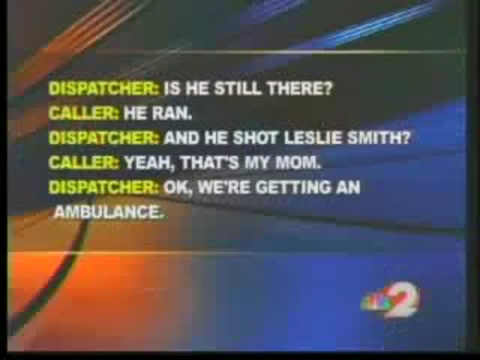 DISPATCHER: IS HE STILL THERE?
CALLER: HE RAN.
DISPATCHER: AND HE SHOT LESLIE SMITH?
CALLER: YEAH, THAT'S MY MOM.
DISPATCHER: OK, WE'RE GETTING AN
AMBULANCE.
2